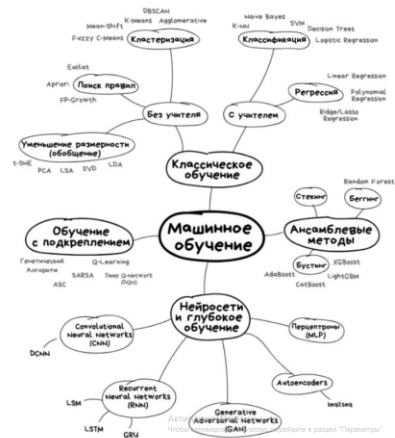 DBSCAN
Mean-Shift
K-Means
Agglomerative
Fuzzy C-Means
Кластеризация
Euclat
Apriori
Поиск правил
FP-Growth
Без учителя
Уменьшение размерности
(обобщение)
t-SNE
PCA
LSA
SVD
LDA
Naive Bayes
K-NN
SVM
Decision Trees
Классификация
Logistic Regression
Linear Regression
Регрессия
Polynomial
Regression
Ridge/Lasso
Regression
С учителем
Классическое
обучение
Машинное
обучение
Обучение
с подкреплением
Генетический
Алгоритм
Q-Learning
SARSA
Deep Q-Network
(DQN)
A3C
Стекинг
Random Forest
Беггинг
Ансамблевые
методы
Бустинг
XGBoost
AdaBoost
LightGBM
CatBoost
Нейросети
и глубокое
обучение
Convolutional
Neural Networks
(CNN)
DCNN
Перцептроны
(MLP)
Recurrent
Neural Networks
(RNN)
LSM
LSTM
GRU
Autoencoders
seq2seq
Generative
Adversarial Networks
(GAN)
перейдите в раздел "Параметры".